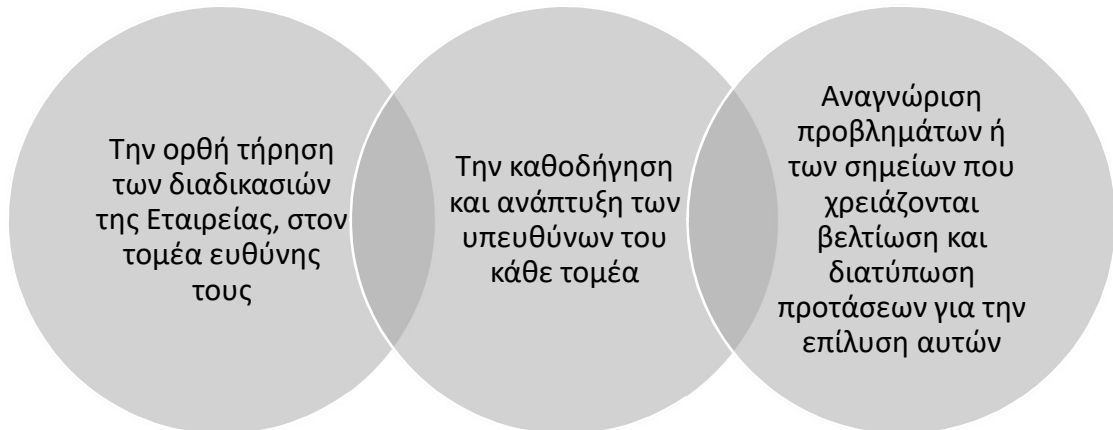 Την ορθή τήρηση
των διαδικασιών
της Εταιρείας, στον
τομέα ευθύνης
τους
Την καθοδήγηση
και ανάπτυξη των
υπευθύνων του
κάθε τομέα
Αναγνώριση
προβλημάτων ή
των σημείων που
χρειάζονται
βελτίωση και
διατύπωση
προτάσεων για την
επίλυση αυτών